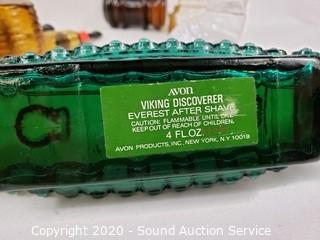 AVON
VIKING DISCOVERER
EVEREST AFTER SHAVE
CAUTION: FLAMMABLE UNTIL DRY
KEEP OUT OF REACH OF CHILDREN.
4 FL.OZ.
AVON PRODUCTS, INC., NEW YORK, N.Y. 10019
Copyright © 2020 - Sound Auction Service